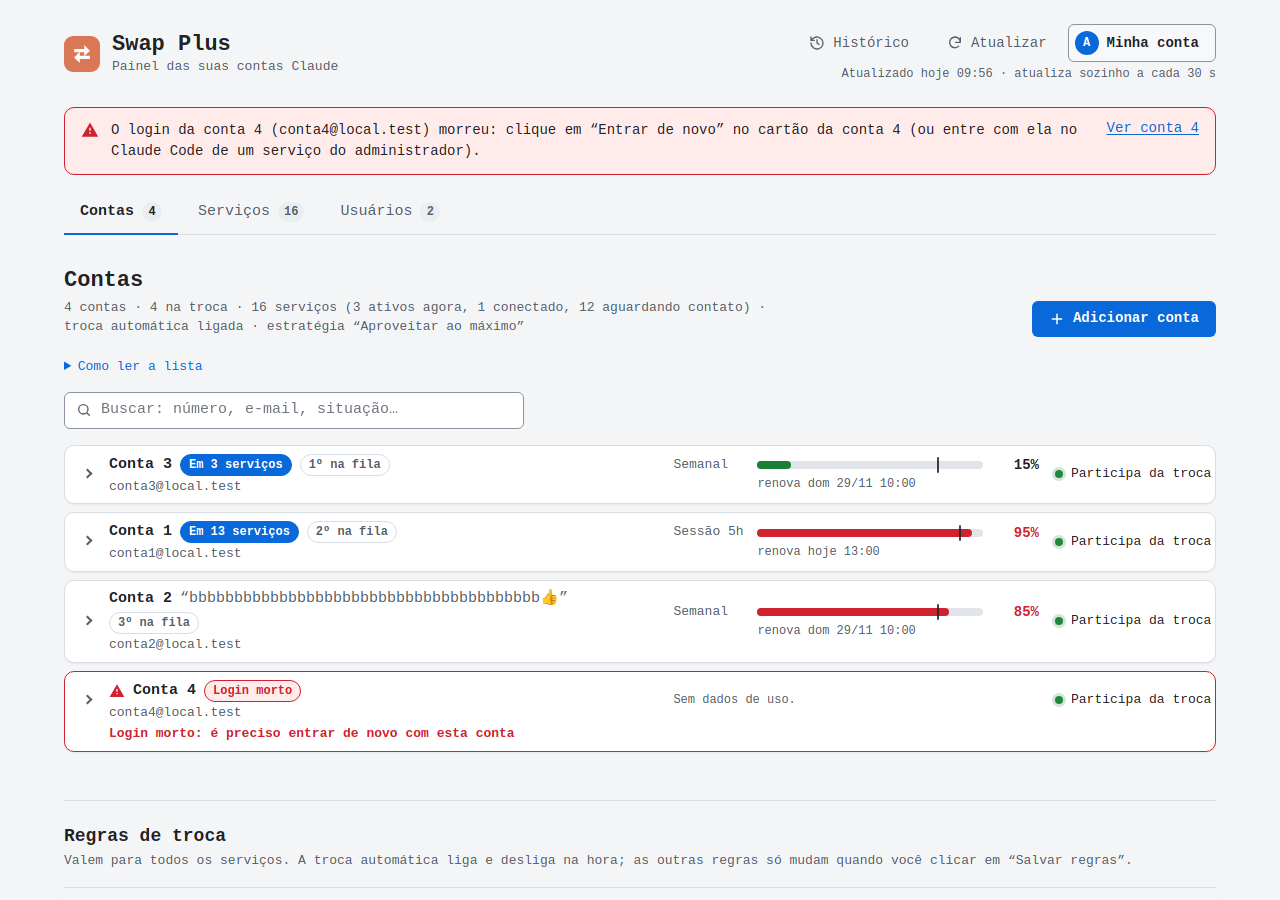 Swap Plus
Painel das suas contas Claude
Histórico
Atualizar
A
Minha conta
Atualizado hoje 09:56 · atualiza sozinho a cada 30 s
O login da conta 4 (conta4@local.test) morreu: clique em “Entrar de novo” no cartão da conta 4 (ou entre com ela no
Claude Code de um serviço do administrador).
Ver conta 4
Contas 4
Serviços 16
Usuários 2
Contas
4 contas · 4 na troca · 16 serviços (3 ativos agora, 1 conectado, 12 aguardando contato) ·
troca automática ligada · estratégia “Aproveitar ao máximo”
Adicionar conta
Como ler a lista
Buscar: número, e-mail, situação…
Conta 3 Em 3 serviços 1º na fila
conta3@local.test
Semanal
renova dom 29/11 10:00
15%
Participa da troca
Conta 1 Em 13 serviços 2º na fila
conta1@local.test
Sessão 5h
renova hoje 13:00
95%
Participa da troca
Conta 2 “bbbbbbbbbbbbbbbbbbbbbbbbbbbbbbbbbbbbbbb👍”
3º na fila
conta2@local.test
Semanal
renova dom 29/11 10:00
85%
Participa da troca
Conta 4 Login morto
conta4@local.test
Login morto: é preciso entrar de novo com esta conta
Sem dados de uso.
Participa da troca
Regras de troca
Valem para todos os serviços. A troca automática liga e desliga na hora; as outras regras só mudam quando você clicar em “Salvar regras”.